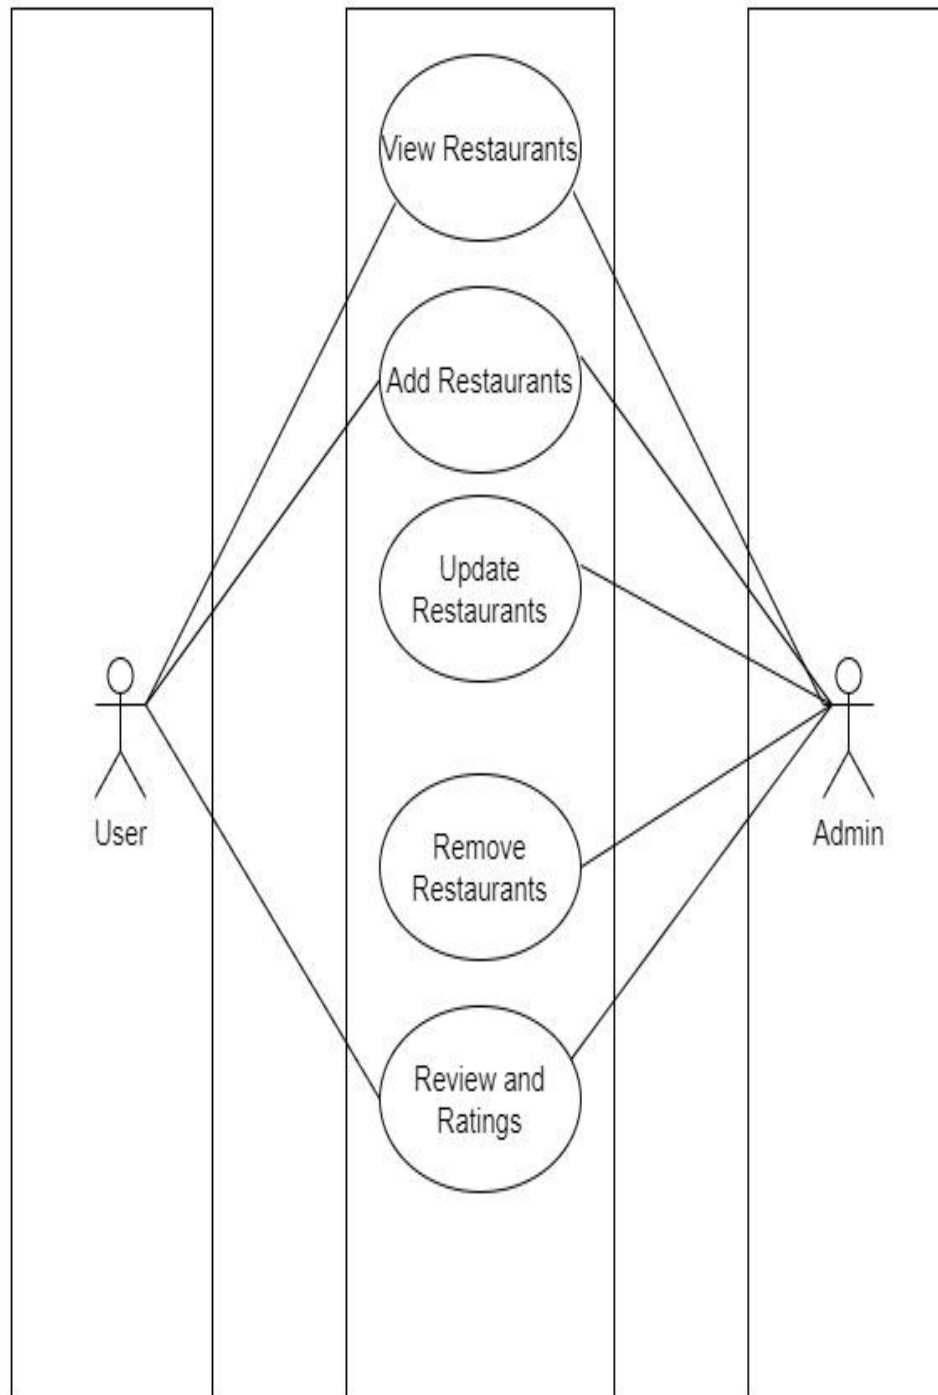 View Restaurants
Add Restaurants
Update
Restaurants
User
Admin
Remove
Restaurants
Review and
Ratings